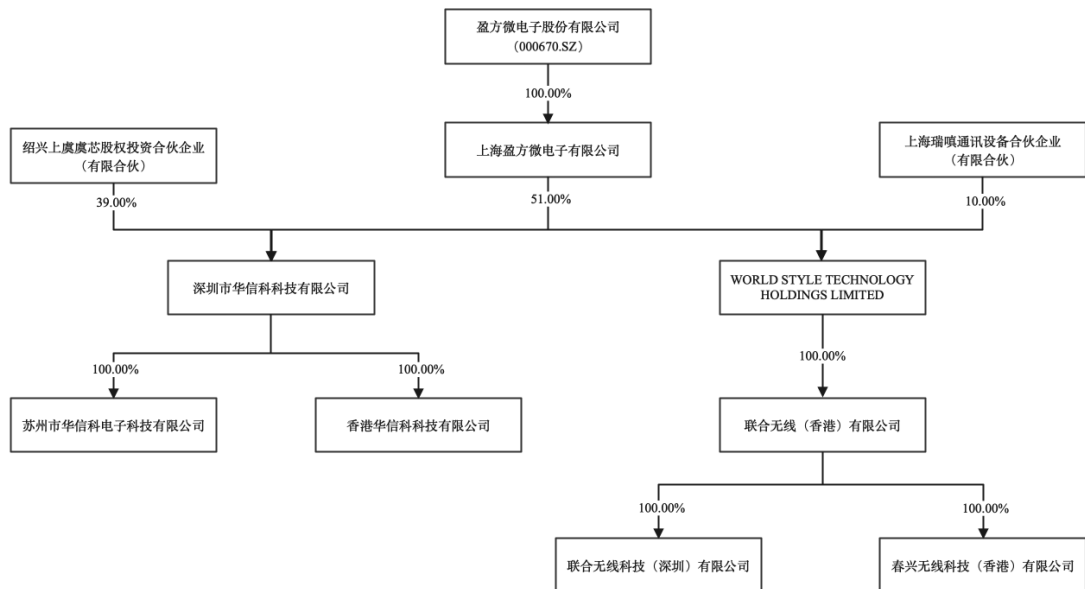 盈方微电子股份有限公司
（000670.SZ）
100.00%
绍兴上虞虞芯股权投资合伙企业
（有限合伙）
上海盈方微电子有限公司
上海瑞嗔通讯设备合伙企业
（有限合伙）
39.00%
51.00%
10.00%
深圳市华信科科技有限公司
WORLD STYLE TECHNOLOGY
HOLDINGS LIMITED
100.00%
100.00%
100.00%
苏州市华信科电子科技有限公司
香港华信科科技有限公司
联合无线（香港）有限公司
100.00%
100.00%
联合无线科技（深圳）有限公司
春兴无线科技（香港）有限公司